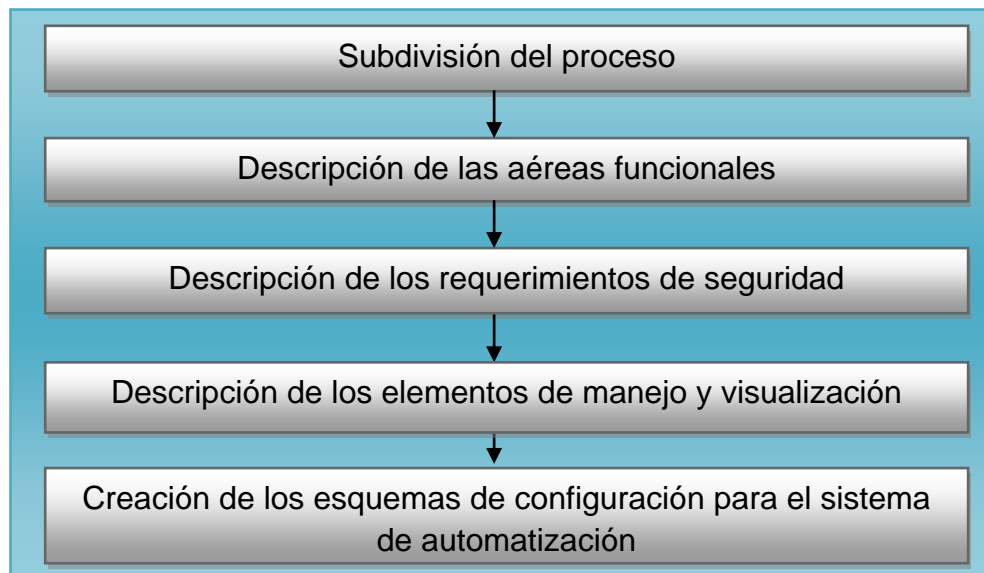 Subdivisión del proceso
Descripción de las aéreas funcionales
Descripción de los requerimientos de seguridad
Descripción de los elementos de manejo y visualización
Creación de los esquemas de configuración para el sistema
de automatización